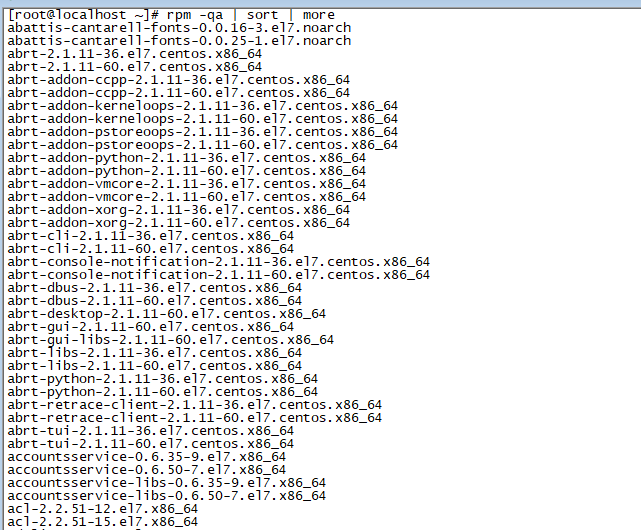 [root@localhost ~]# rpm -qa | sort | more
abattis-cantarell-fonts-0.0.16-3.el7.noarch
abattis-cantarell-fonts-0.0.25-1.el7.noarch
abrt-2.1.11-36.el7.centos.x86_64
abrt-2.1.11-60.el7.centos.x86_64
abrt-addon-ccpp-2.1.11-36.el7.centos.x86_64
abrt-addon-ccpp-2.1.11-60.el7.centos.x86_64
abrt-addon-kerneloops-2.1.11-36.el7.centos.x86_64
abrt-addon-kerneloops-2.1.11-60.el7.centos.x86_64
abrt-addon-pstoreoops-2.1.11-36.el7.centos.x86_64
abrt-addon-pstoreoops-2.1.11-60.el7.centos.x86_64
abrt-addon-python-2.1.11-36.el7.centos.x86_64
abrt-addon-python-2.1.11-60.el7.centos.x86_64
abrt-addon-vmcore-2.1.11-36.el7.centos.x86_64
abrt-addon-vmcore-2.1.11-60.el7.centos.x86_64
abrt-addon-xorg-2.1.11-36.el7.centos.x86_64
abrt-addon-xorg-2.1.11-60.el7.centos.x86_64
abrt-cli-2.1.11-36.el7.centos.x86_64
abrt-cli-2.1.11-60.el7.centos.x86_64
abrt-console-notification-2.1.11-36.el7.centos.x86_64
abrt-console-notification-2.1.11-60.el7.centos.x86_64
abrt-dbus-2.1.11-36.el7.centos.x86_64
abrt-dbus-2.1.11-60.el7.centos.x86_64
abrt-desktop-2.1.11-60.el7.centos.x86_64
abrt-gui-2.1.11-60.el7.centos.x86_64
abrt-gui-libs-2.1.11-60.el7.centos.x86_64
abrt-libs-2.1.11-36.el7.centos.x86_64
abrt-libs-2.1.11-60.el7.centos.x86_64
abrt-python-2.1.11-36.el7.centos.x86_64
abrt-python-2.1.11-60.el7.centos.x86_64
abrt-retrace-client-2.1.11-36.el7.centos.x86_64
abrt-retrace-client-2.1.11-60.el7.centos.x86_64
abrt-tui-2.1.11-36.el7.centos.x86_64
abrt-tui-2.1.11-60.el7.centos.x86_64
accountsservice-0.6.35-9.el7.x86_64
accountsservice-0.6.50-7.el7.x86_64
accountsservice-libs-0.6.35-9.el7.x86_64
accountsservice-libs-0.6.50-7.el7.x86_64
acl-2.2.51-12.el7.x86_64
acl-2.2.51-15.el7.x86_64